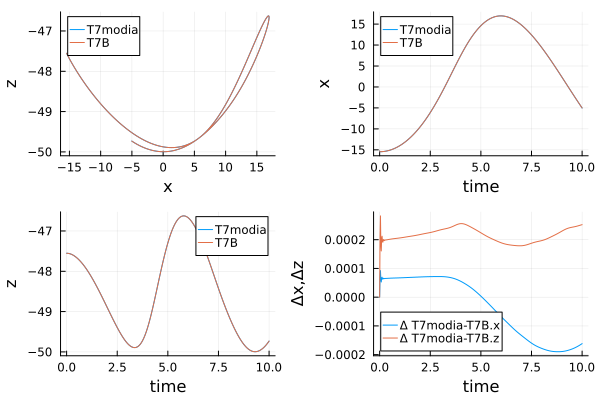 T7modia
T7B
z
−47
−48
−49
−50
−15 −10 −5 0 5 10 15
x
T7modia
T7B
x
15
10
5
0
−5
−10
−15
0.0 2.5 5.0 7.5 10.0
time
T7modia
T7B
z
−47
−48
−49
−50
0.0 2.5 5.0 7.5 10.0
time
Δx,Δz
0.0002
0.0001
0.0000
−0.0001
−0.0002
Δ T7modia-T7B.x
Δ T7modia-T7B.z
0.0 2.5 5.0 7.5 10.0
time